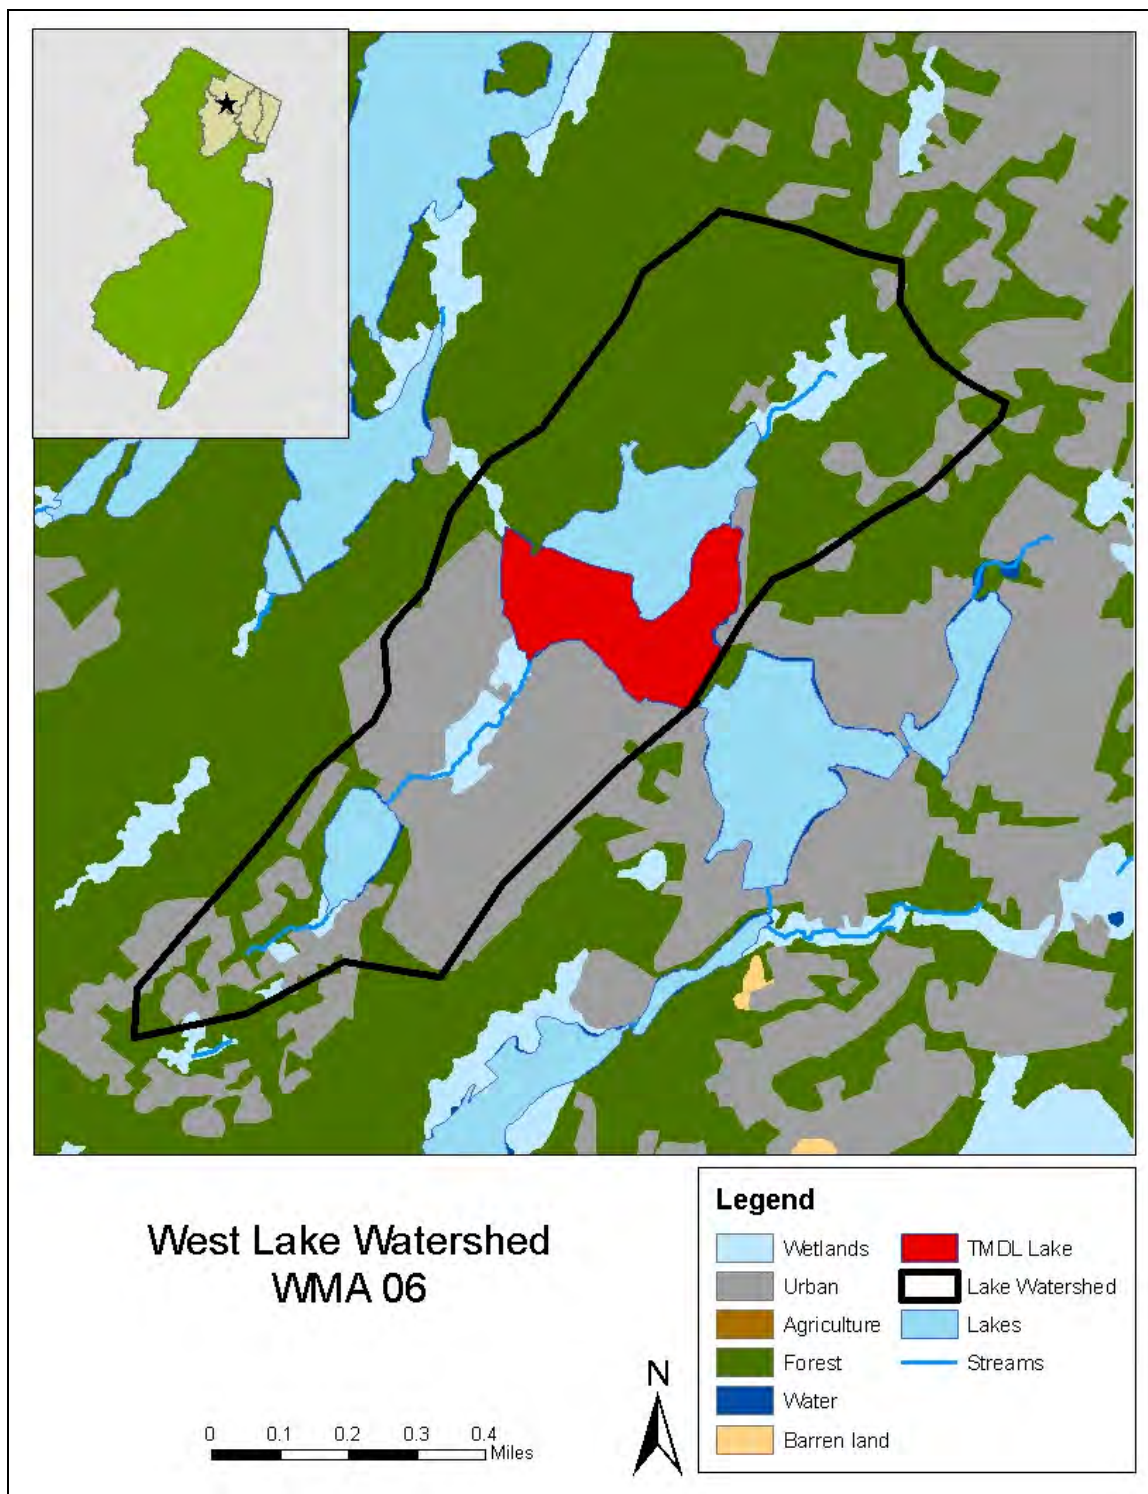 West Lake Watershed
WMA 06
0 0.1 0.2 0.3 0.4
Miles
N
Legend
Wetlands
Urban
Agriculture
Forest
Water
Barren land
TMDL Lake
Lake Watershed
Lakes
Streams